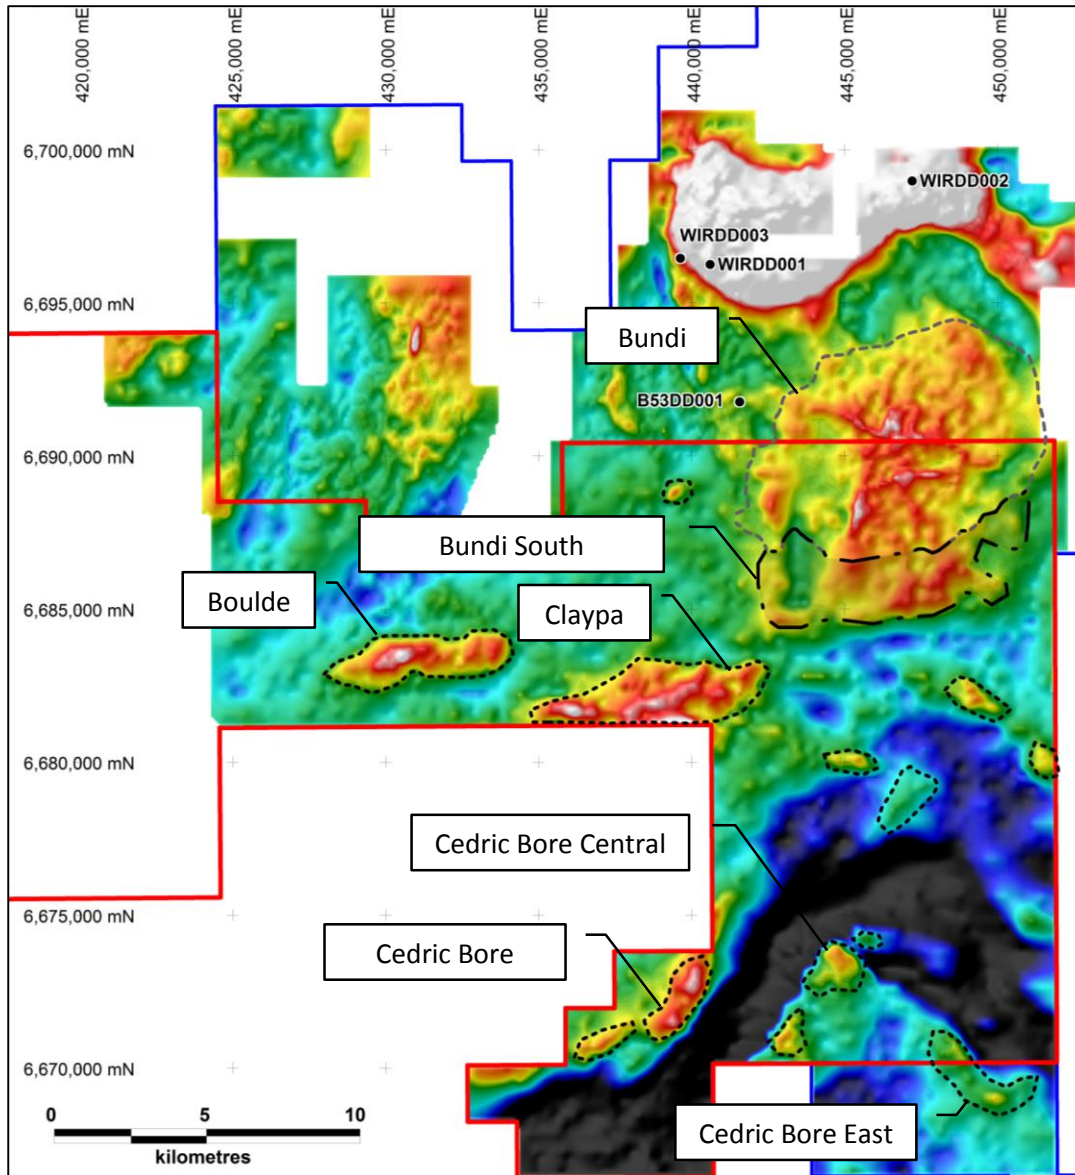 420,000 mE
425,000 mE
430,000 mE
435,000 mE
440,000 mE
445,000 mE
450,000 mE
6,700,000 mN
WIRDD002
WIRDD003
WIRDD001
6,695,000 mN
Bundi
B53DD001
6,690,000 mN
Bundi South
Boulde
Claypa
6,685,000 mN
6,680,000 mN
Cedric Bore Central
6,675,000 mN
Cedric Bore
6,670,000 mN
0 5 10
kilometres
Cedric Bore East